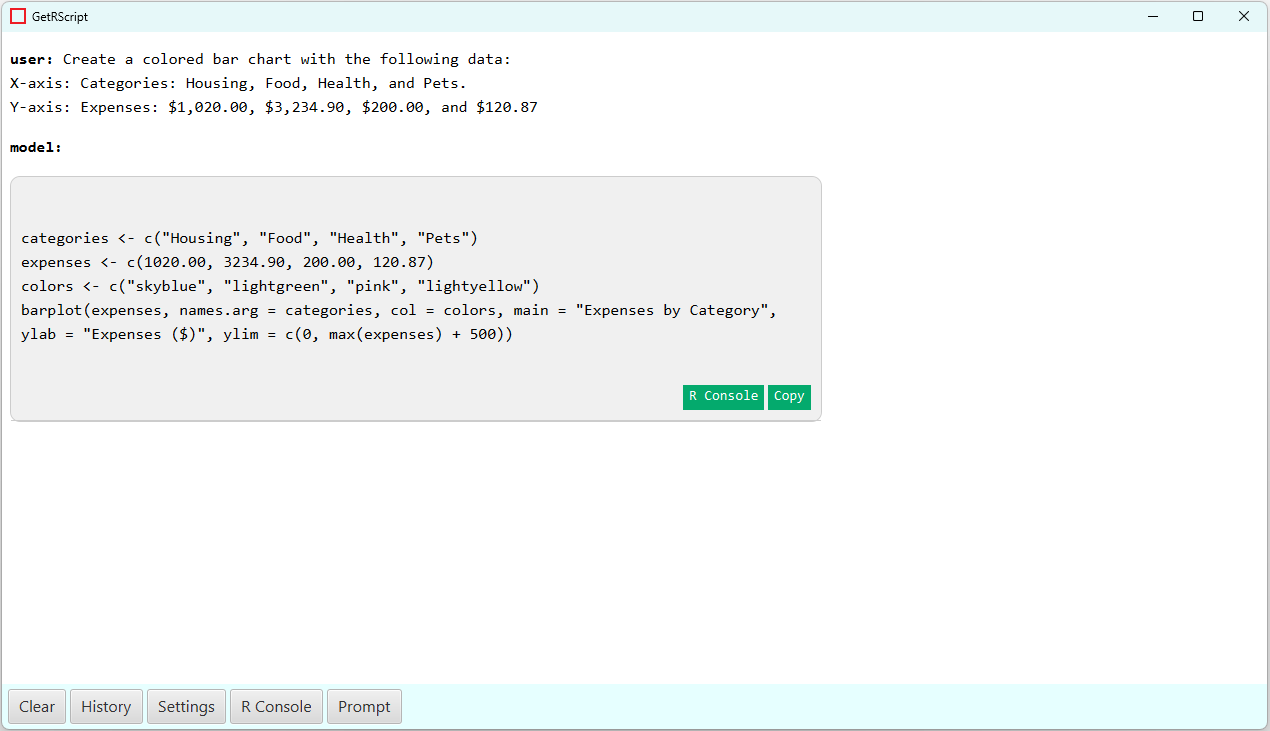 GetRScript
user: Create a colored bar chart with the following data:
X-axis: Categories: Housing, Food, Health, and Pets.
Y-axis: Expenses: $1,020.00, $3,234.90, $200.00, and $120.87
model:
categories <- c("Housing", "Food", "Health", "Pets")
expenses <- c(1020.00, 3234.90, 200.00, 120.87)
colors <- c("skyblue", "lightgreen", "pink", "lightyellow")
barplot(expenses, names.arg = categories, col = colors, main = "Expenses by Category",
ylab = "Expenses ($)", ylim = c(0, max(expenses) + 500))
R Console Copy
Clear History Settings R Console Prompt